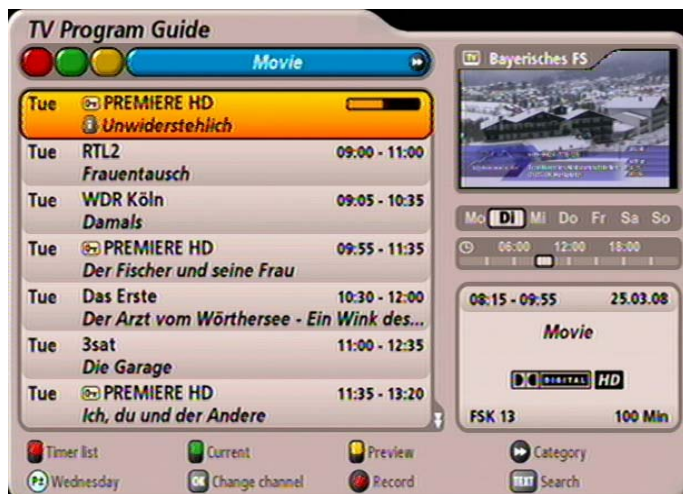 TV Program Guide
Movie
Tue PREMIERE HD
Unwiderstehlich
Tue RTL2 09:00 - 11:00
Frauentausch
Tue WDR Köln 09:05 - 10:35
Damals
Tue PREMIERE HD 09:55 - 11:35
Der Fischer und seine Frau
Tue Das Erste 10:30 - 12:00
Der Arzt vom Wörthersee - Ein Wink des...
Tue 3sat 11:00 - 12:35
Die Garage
Tue PREMIERE HD 11:35 - 13:20
Ich, du und der Andere
TV Bayerisches FS
Mo Di Mi Do Fr Sa So
06:00 12:00 18:00
08:15 - 09:55 25.03.08
Movie
DIGITAL HD
FSK 13 100 Min
Timer list Current Preview Category
P± Wednesday OK Change channel Record TEXT Search